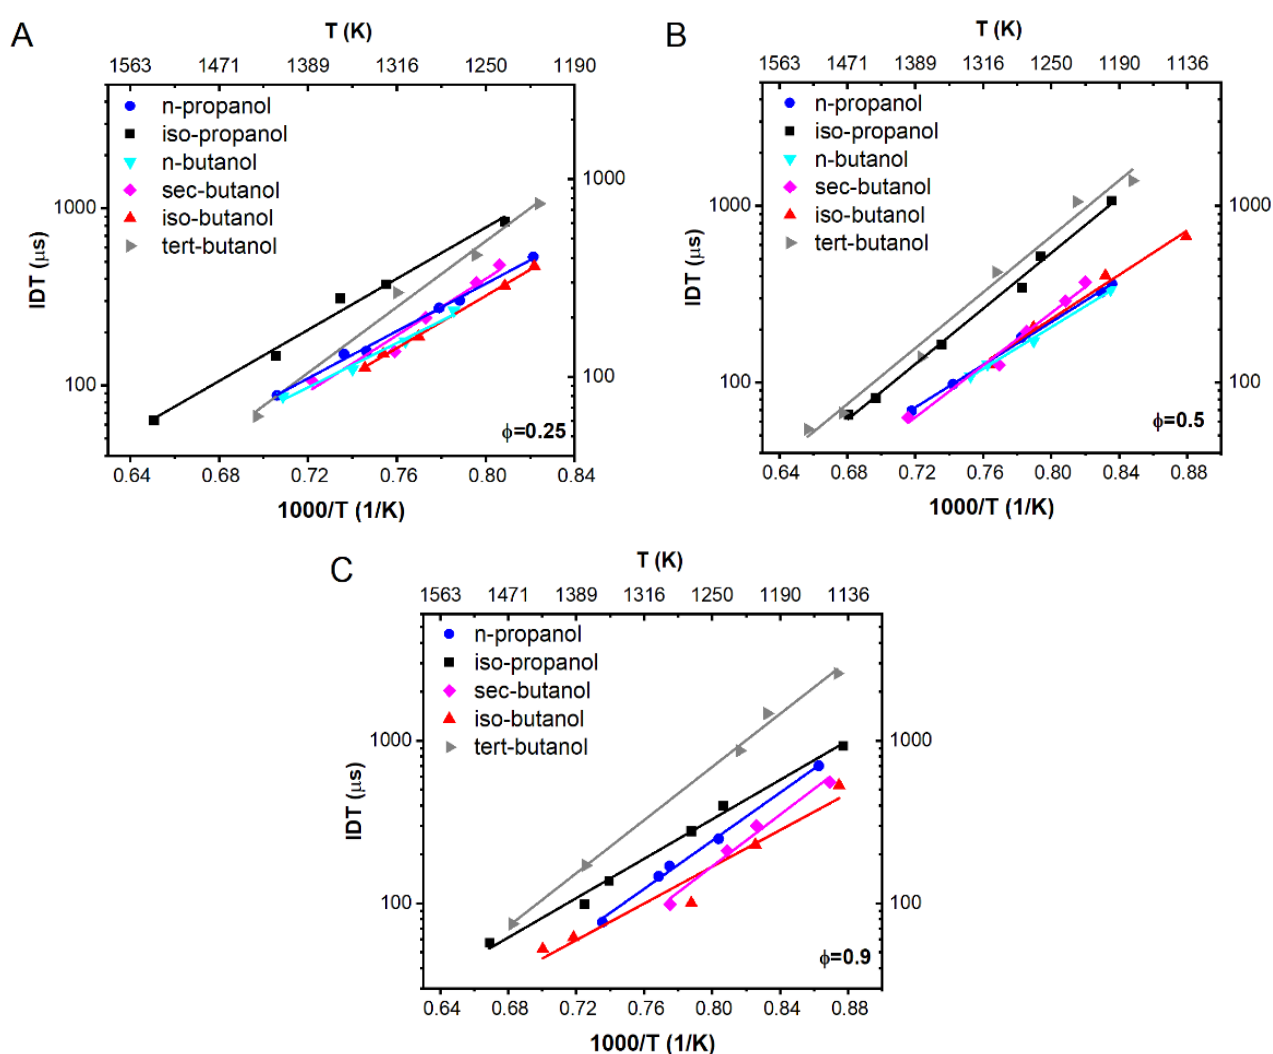 A
T (K)
1563 1471 1389 1316 1250 1190
n-propanol
iso-propanol
n-butanol
sec-butanol
iso-butanol
tert-butanol
1000
100
1000
100
IDT (μs)
ϕ=0.25
0.64 0.68 0.72 0.76 0.80 0.84
1000/T (1/K)
B
T (K)
1563 1471 1389 1316 1250 1190 1136
n-propanol
iso-propanol
n-butanol
sec-butanol
iso-butanol
tert-butanol
1000
100
1000
100
IDT (μs)
ϕ=0.5
0.64 0.68 0.72 0.76 0.80 0.84 0.88
1000/T (1/K)
C
T (K)
1563 1471 1389 1316 1250 1190 1136
n-propanol
iso-propanol
sec-butanol
iso-butanol
tert-butanol
1000
100
1000
100
IDT (μs)
ϕ=0.9
0.64 0.68 0.72 0.76 0.80 0.84 0.88
1000/T (1/K)